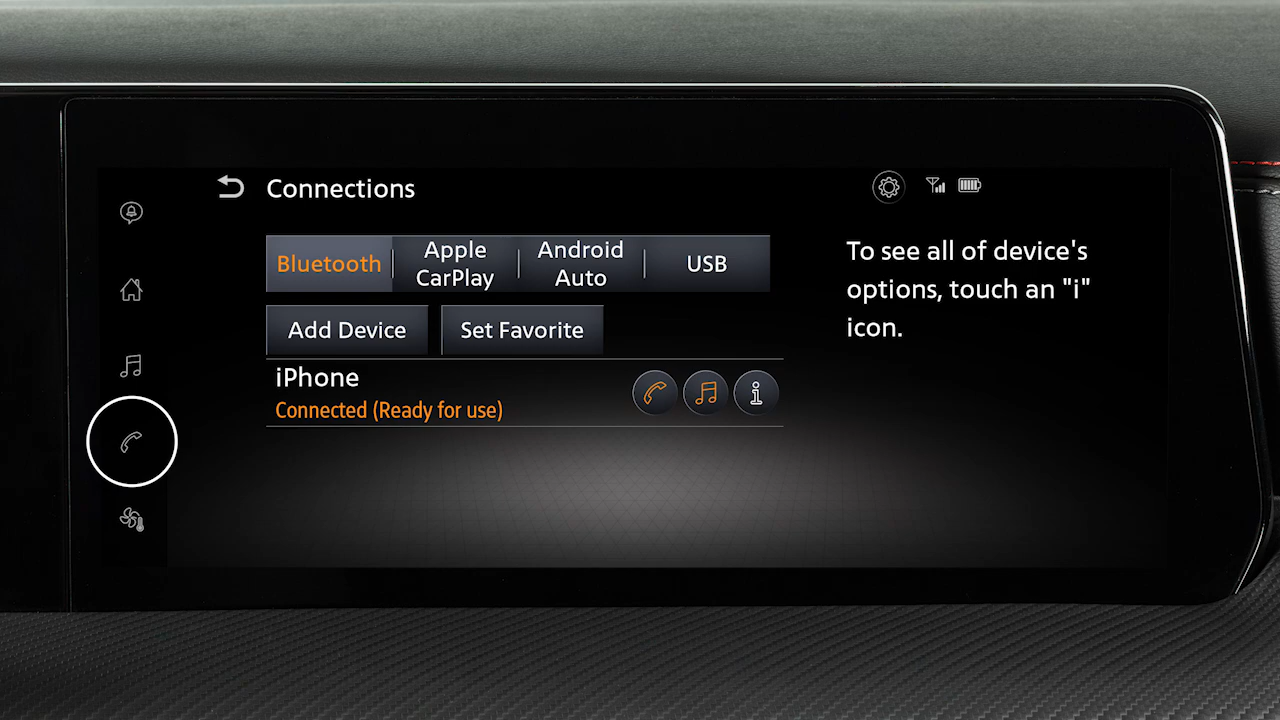 Connections
Bluetooth
Apple
CarPlay
Android
Auto
USB
Add Device
Set Favorite
iPhone
Connected (Ready for use)
i
To see all of device's
options, touch an "i"
icon.